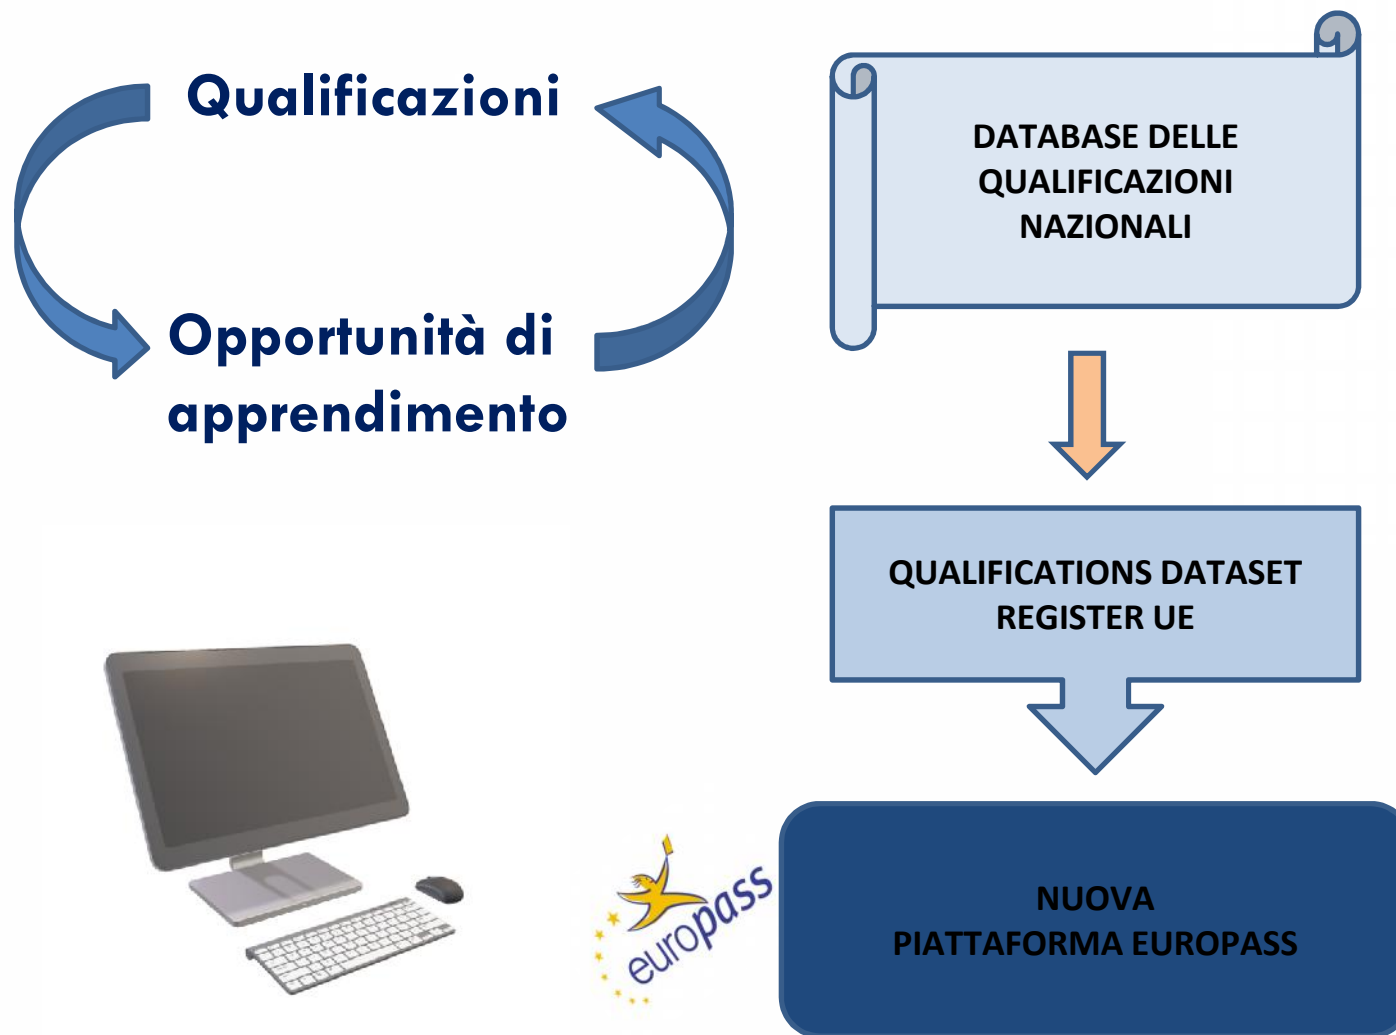 Qualificazioni
Opportunità di
apprendimento
DATABASE DELLE
QUALIFICAZIONI
NAZIONALI
QUALIFICATIONS DATASET
REGISTER UE
europass
NUOVA
PIATTAFORMA EUROPASS